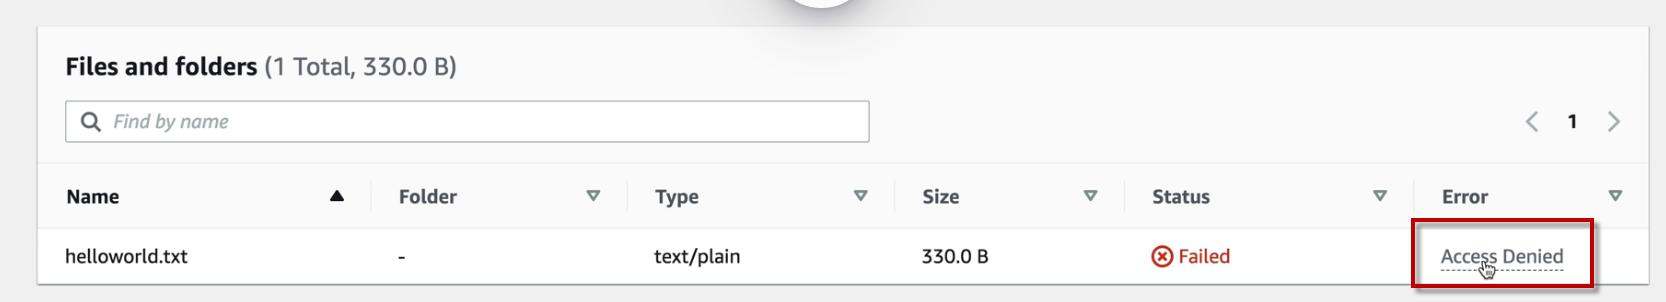 Files and folders (1 Total, 330.0 B)
Find by name
1
Name Folder Type Size Status Error
helloworld.txt - text/plain 330.0 B Failed Access Denied